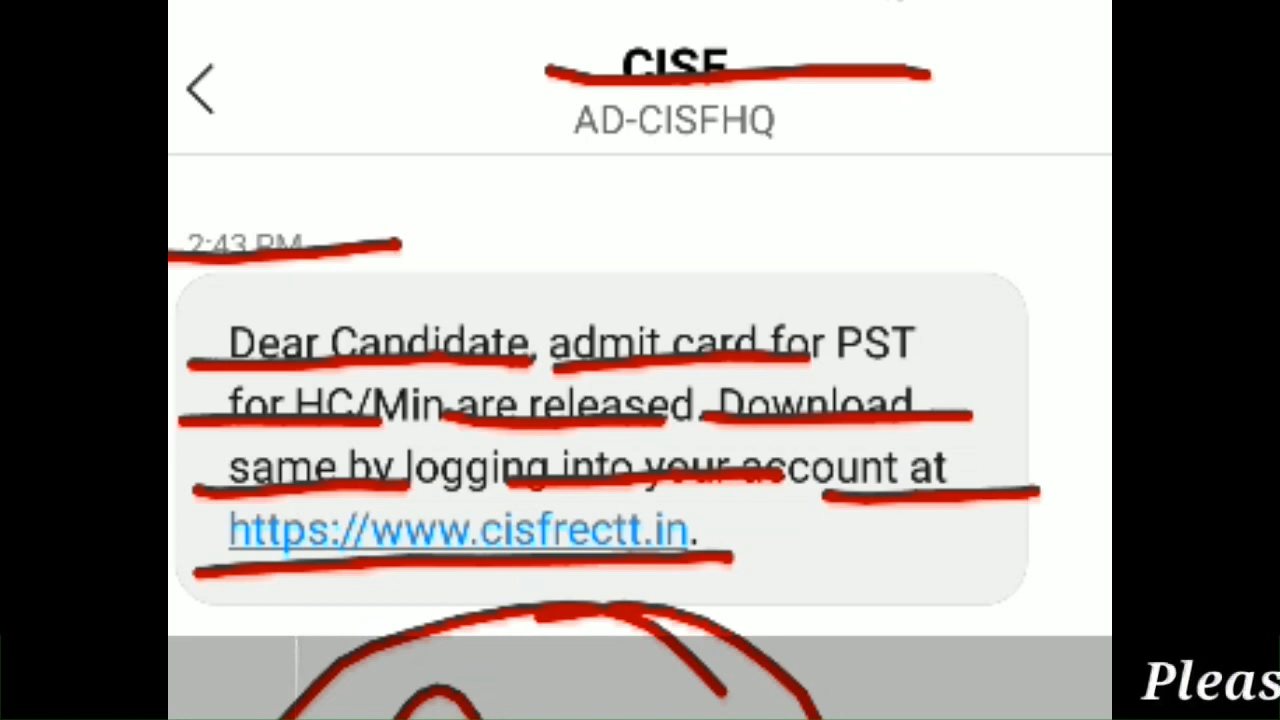 CISF
AD-CISFHQ
2:43 PM
Dear Candidate, admit card for PST
for HC/Min are released. Download
same by logging into your account at
https://www.cisfrectt.in.
Pleas